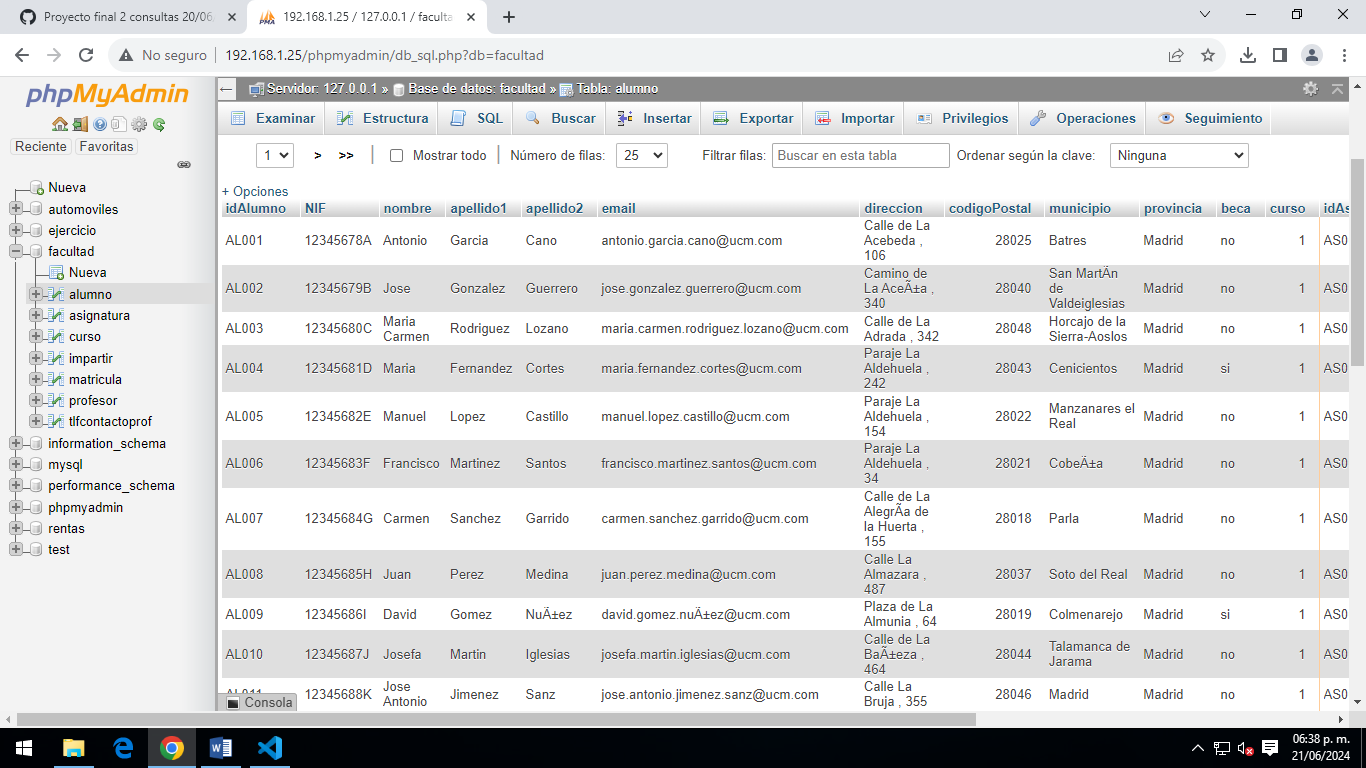 Proyecto final 2 consultas 20/06
192.168.1.25 / 127.0.0.1 / faculta
No seguro
192.168.1.25/phpmyadmin/db_sql.php?db=facultad
phpMyAdmin
Reciente
Favoritas
Nueva
automoviles
ejercicio
facultad
Nueva
alumno
asignatura
curso
impartir
matricula
profesor
tlfcontactoprof
information_schema
mysql
performance_schema
phpmyadmin
rentas
test
Servidor: 127.0.0.1 » Base de datos: facultad » Tabla: alumno
Examinar Estructura SQL Buscar Insertar Exportar Importar Privilegios Operaciones Seguimiento
1 > >> Mostrar todo Número de filas: 25 Filtrar filas: Buscar en esta tabla Ordenar según la clave: Ninguna
+ Opciones
idAlumno NIF nombre apellido1 apellido2 email direccion codigoPostal municipio provincia beca curso idAs
AL001 12345678A Antonio Garcia Cano antonio.garcia.cano@ucm.com Calle de La Acebeda , 106 28025 Batres Madrid no 1 AS0
AL002 12345679B Jose Gonzalez Guerrero jose.gonzalez.guerrero@ucm.com Camino de La AceÃ±a , 340 28040 San MartÃ­n de Valdeiglesias Madrid no 1 AS0
AL003 12345680C Maria Carmen Rodriguez Lozano maria.carmen.rodriguez.lozano@ucm.com Calle de La Adrada , 342 28048 Horcajo de la Sierra-Aoslos Madrid no 1 AS0
AL004 12345681D Maria Fernandez Cortes maria.fernandez.cortes@ucm.com Paraje La Aldehuela , 242 28043 Cenicientos Madrid si 1 AS0
AL005 12345682E Manuel Lopez Castillo manuel.lopez.castillo@ucm.com Paraje La Aldehuela , 154 28022 Manzanares el Real Madrid no 1 AS0
AL006 12345683F Francisco Martinez Santos francisco.martinez.santos@ucm.com Paraje La Aldehuela , 34 28021 CobeÃ±a Madrid no 1 AS0
AL007 12345684G Carmen Sanchez Garrido carmen.sanchez.garrido@ucm.com Calle de La AlegrÃ­a de la Huerta , 155 28018 Parla Madrid no 1 AS0
AL008 12345685H Juan Perez Medina juan.perez.medina@ucm.com Calle La Almazara , 487 28037 Soto del Real Madrid no 1 AS0
AL009 12345686I David Gomez NuÃ±ez david.gomez.nuÃ±ez@ucm.com Plaza de La Almunia , 64 28019 Colmenarejo Madrid si 1 AS0
AL010 12345687J Josefa Martin Iglesias josefa.martin.iglesias@ucm.com Calle de La BaÃ±eza , 464 28044 Talamanca de Jarama Madrid no 1 AS0
AL011 12345688K Jose Antonio Jimenez Sanz jose.antonio.jimenez.sanz@ucm.com Calle La Bruja , 355 28046 Madrid Madrid no 1 AS0
Consola
06:38 p. m.
21/06/2024